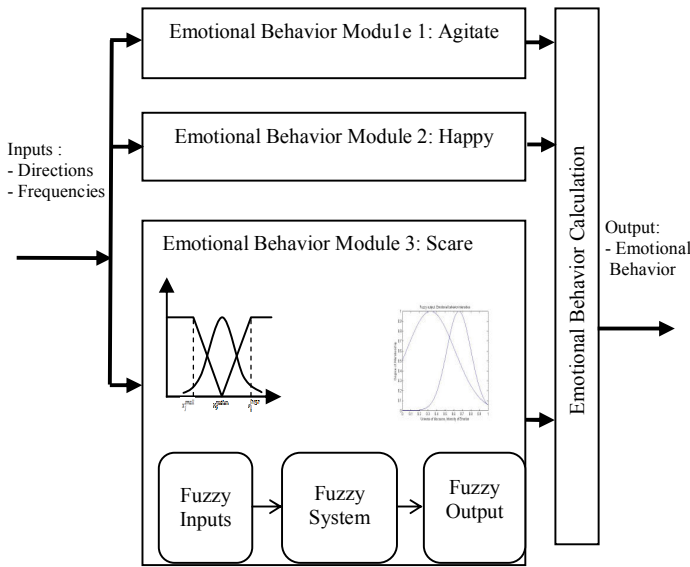 Emotional Behavior Modu1e 1: Agitate
Emotional Behavior Module 2: Happy
Inputs :
- Directions
- Frequencies
Emotional Behavior Module 3: Scare
Emotional Behavior Calculation
Output:
- Emotional
Behavior
Fuzzy
Inputs
Fuzzy
System
Fuzzy
Output